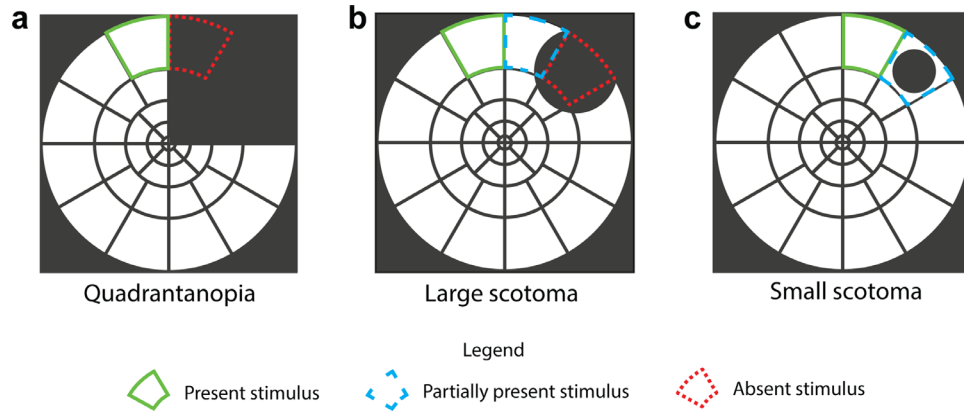 a
b
c
Quadrantanopia
Large scotoma
Small scotoma
Legend
Present stimulus
Partially present stimulus
Absent stimulus